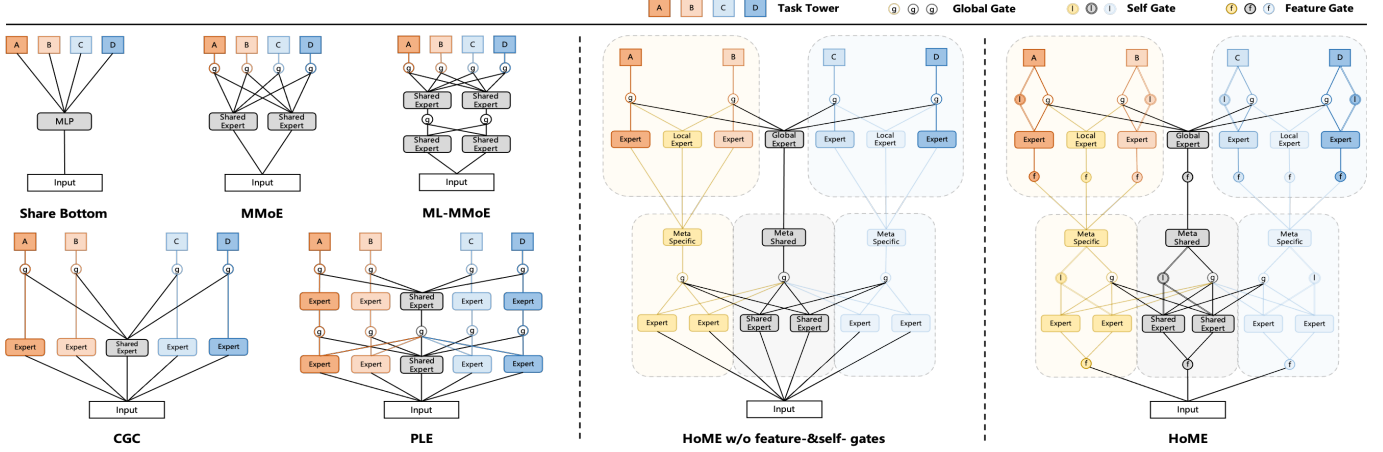 A B C D Task Tower g g g Global Gate l l l Self Gate f f f Feature Gate
A B C D
g g g g
MLP
Shared Expert Shared Expert
Input
Input
Share Bottom
MMoE
A B C D
g g g g
Shared Expert Shared Expert
g g
Shared Expert Shared Expert
Input
ML-MMoE
A B C D
g g g g
Expert Expert Shared Expert Expert Expert
Input
CGC
A B C D
g g g g
Expert Expert Shared Expert Expert Expert
g g g g g
Expert Expert Shared Expert Expert Expert
Input
PLE
A B C D
g g g g
Expert Local Expert Expert Global Expert Expert Local Expert Expert
Meta Specific Meta Shared Meta Specific
g g g
Expert Expert Shared Expert Shared Expert Expert Expert
Input
HoME w/o feature-&self- gates
A B C D
l g g l l g g l
Expert Local Expert Expert Global Expert Expert Local Expert Expert
f f f f f f f
Meta Specific Meta Shared Meta Specific
l g l g g l
Expert Expert Shared Expert Shared Expert Expert Expert
f f f
Input
HoME